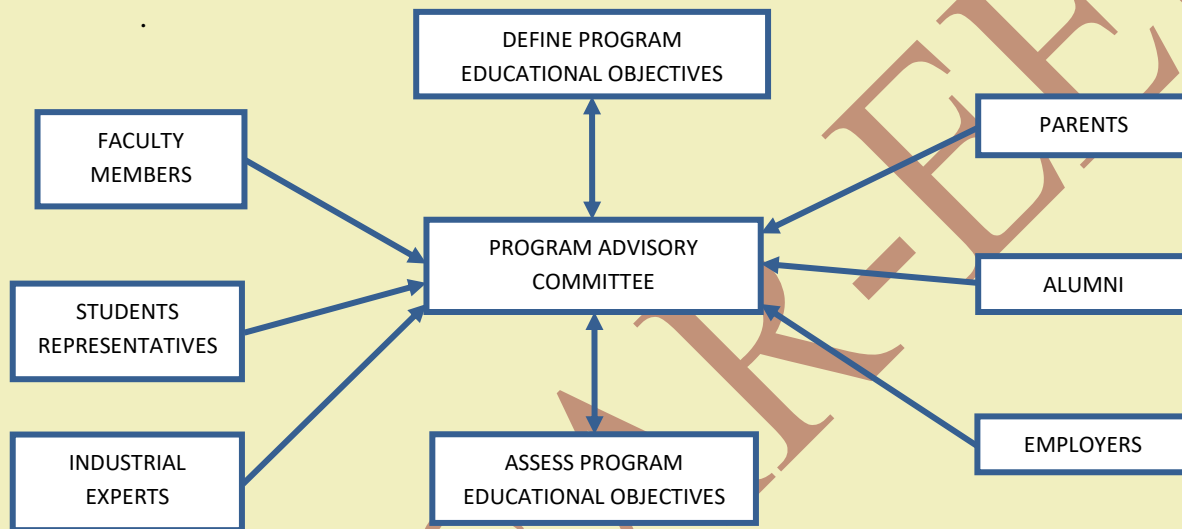 DEFINE PROGRAM
EDUCATIONAL OBJECTIVES
FACULTY
MEMBERS
PARENTS
PROGRAM ADVISORY
COMMITTEE
STUDENTS
REPRESENTATIVES
ALUMNI
INDUSTRIAL
EXPERTS
ASSESS PROGRAM
EDUCATIONAL OBJECTIVES
EMPLOYERS